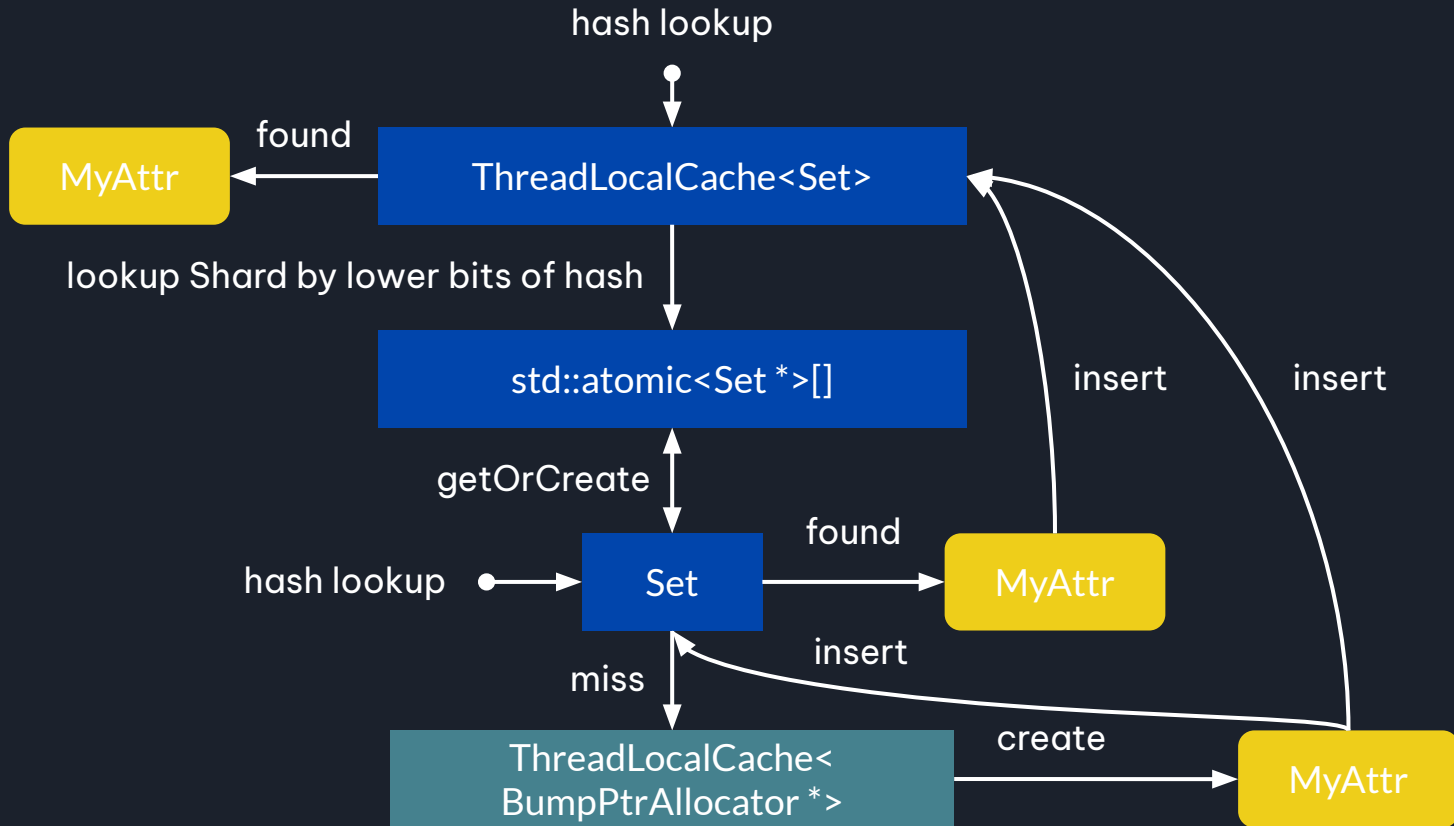 hash lookup
found
MyAttr
ThreadLocalCache<Set>
lookup Shard by lower bits of hash
std::atomic<Set *>[]
insert
insert
getOrCreate
found
hash lookup
Set
MyAttr
insert
miss
create
ThreadLocalCache<
BumpPtrAllocator *>
MyAttr